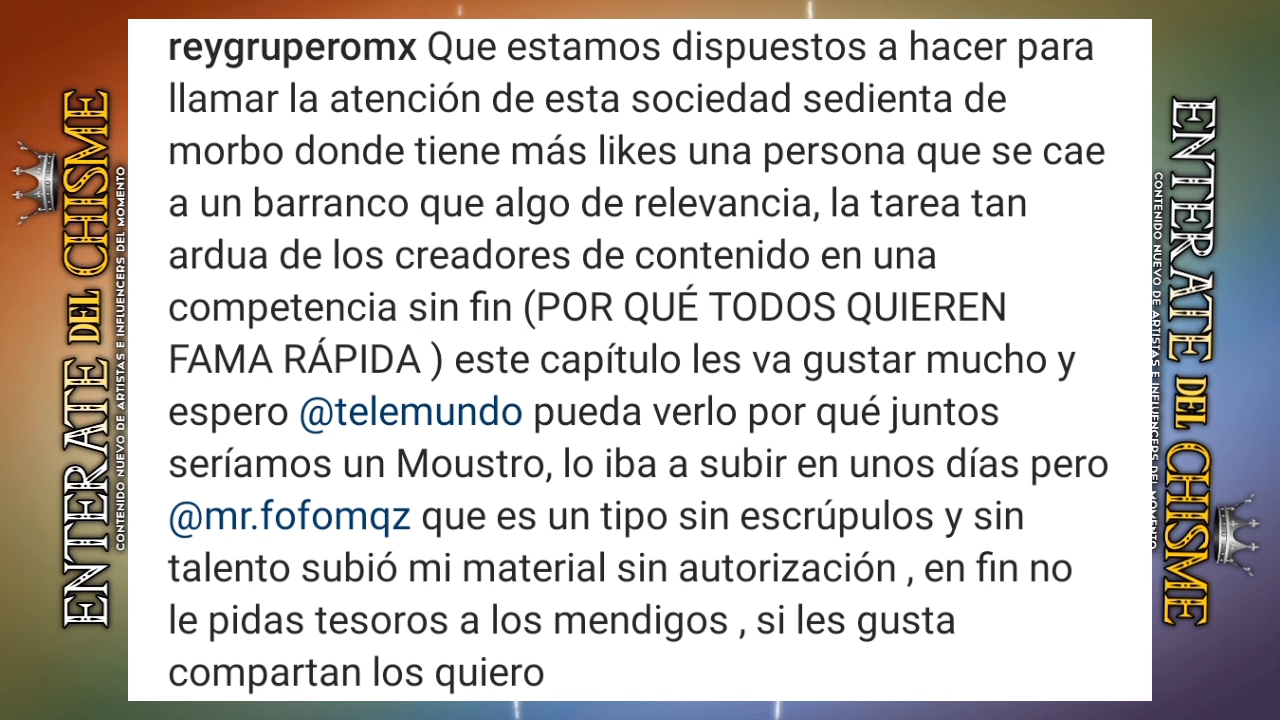 reygruperomx Que estamos dispuestos a hacer para
llamar la atención de esta sociedad sedienta de
morbo donde tiene más likes una persona que se cae
a un barranco que algo de relevancia, la tarea tan
ardua de los creadores de contenido en una
competencia sin fin (POR QUÉ TODOS QUIEREN
FAMA RÁPIDA ) este capítulo les va gustar mucho y
espero @telemundo pueda verlo por qué juntos
seríamos un Moustro, lo iba a subir en unos días pero
@mr.fofomqz que es un tipo sin escrúpulos y sin
talento subió mi material sin autorización , en fin no
le pidas tesoros a los mendigos , si les gusta
compartan los quiero
ENTERATE DEL CHISME
CONTENIDO NUEVO DE ARTISTAS E INFLUENCERS DEL MOMENTO
ENTERATE DEL CHISME
CONTENIDO NUEVO DE ARTISTAS E INFLUENCERS DEL MOMENTO